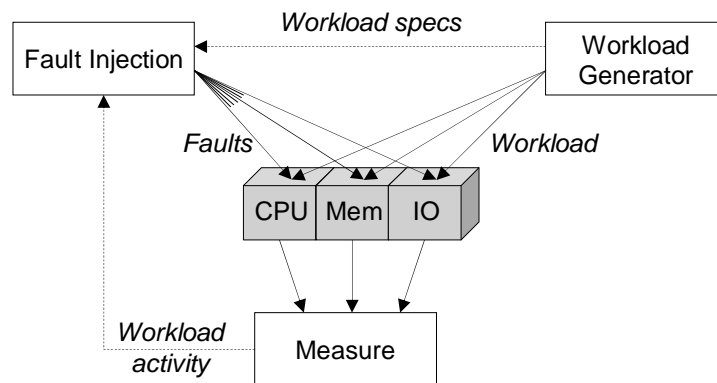 Workload specs
Fault Injection
Workload
Generator
Faults
Workload
CPU Mem IO
Workload
activity
Measure